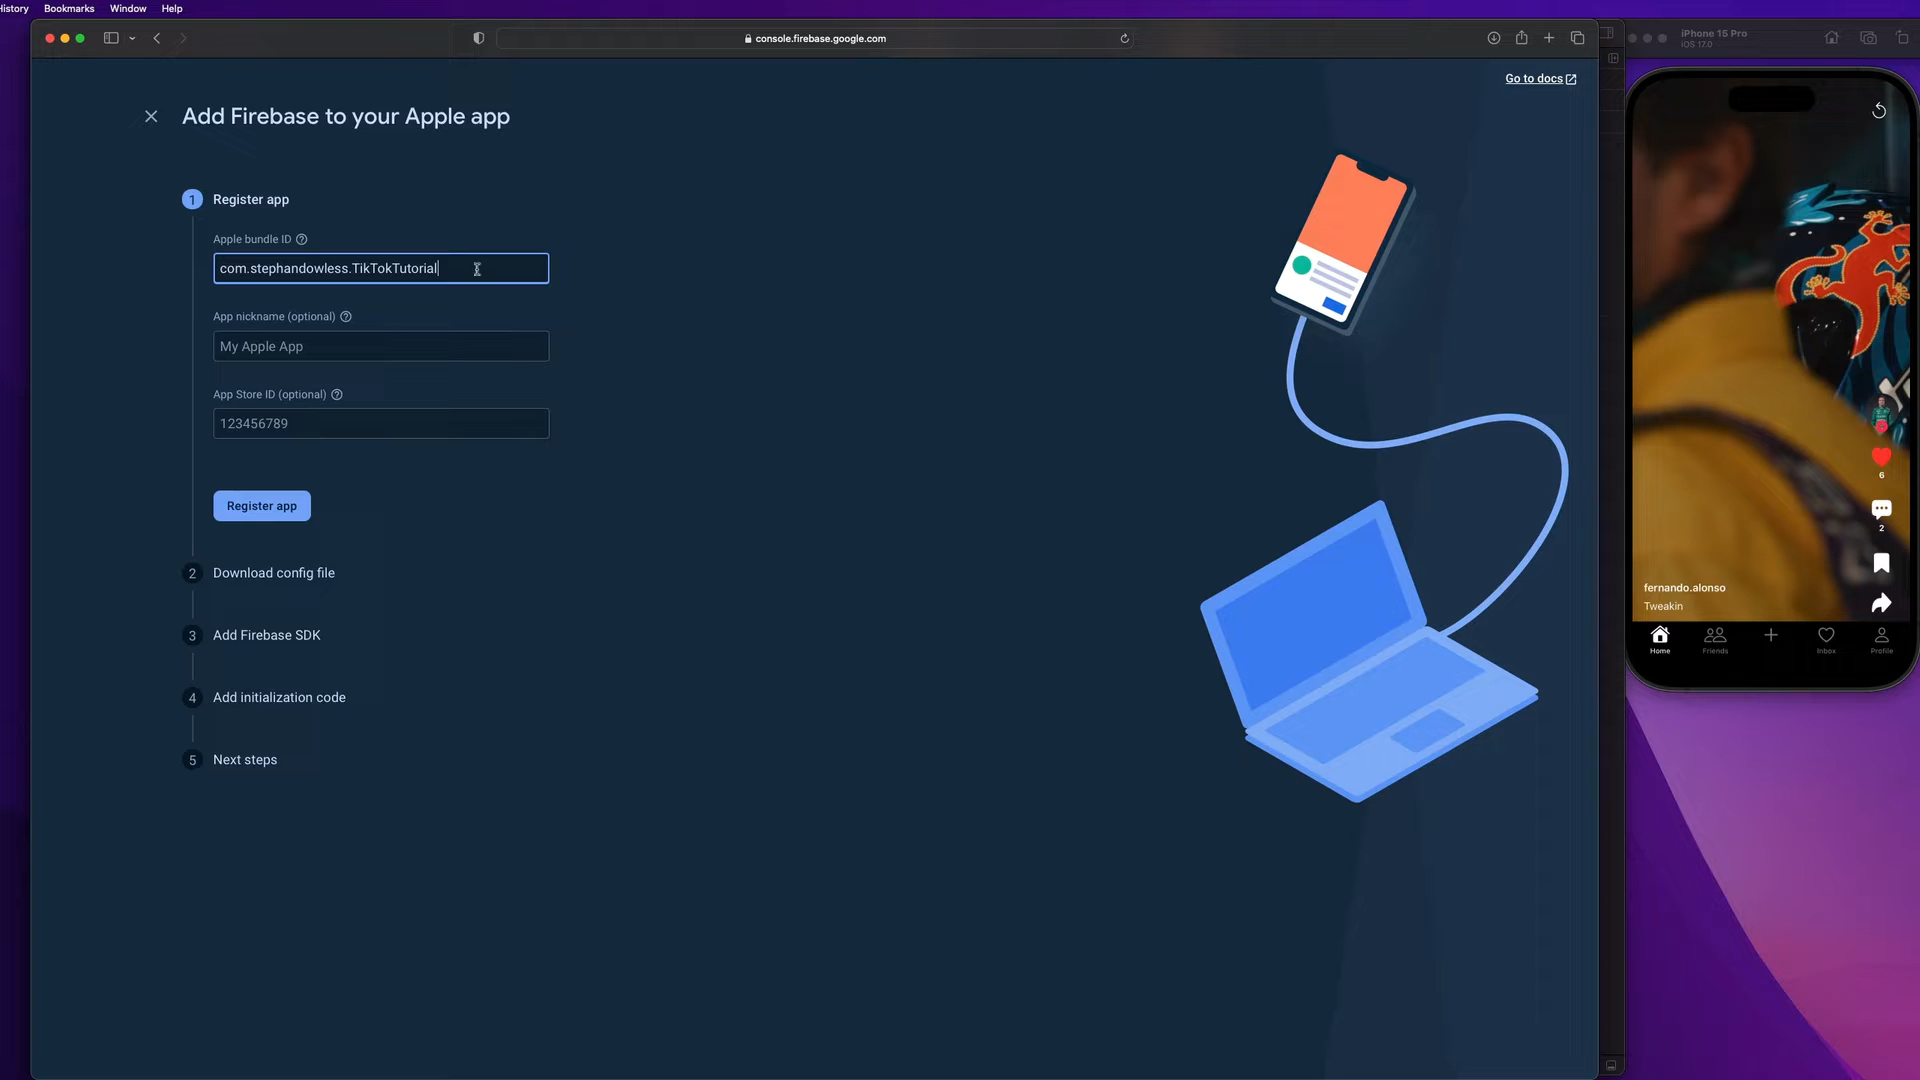 History Bookmarks Window Help
console.firebase.google.com
Go to docs
Add Firebase to your Apple app
1 Register app
Apple bundle ID
com.stephandowless.TikTokTutorial
App nickname (optional)
My Apple App
App Store ID (optional)
123456789
Register app
2 Download config file
3 Add Firebase SDK
4 Add initialization code
5 Next steps
iPhone 15 Pro
iOS 17.0
6
2
fernando.alonso
Tweakin
Home Friends Inbox Profile